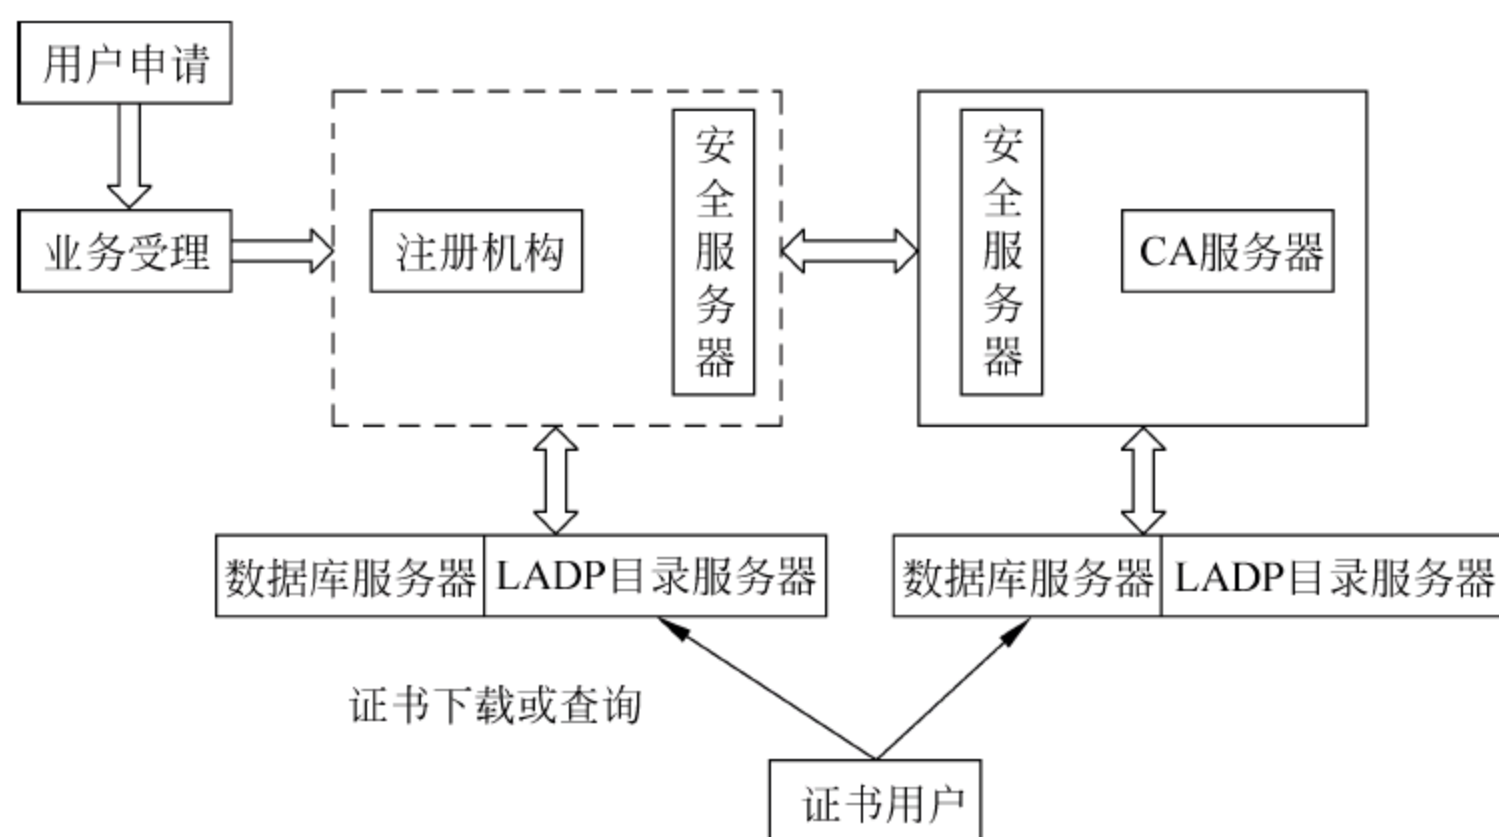 用户申请
业务受理
注册机构
安全服务器
安全服务器
CA服务器
数据库服务器
LADP目录服务器
数据库服务器
LADP目录服务器
证书下载或查询
证书用户